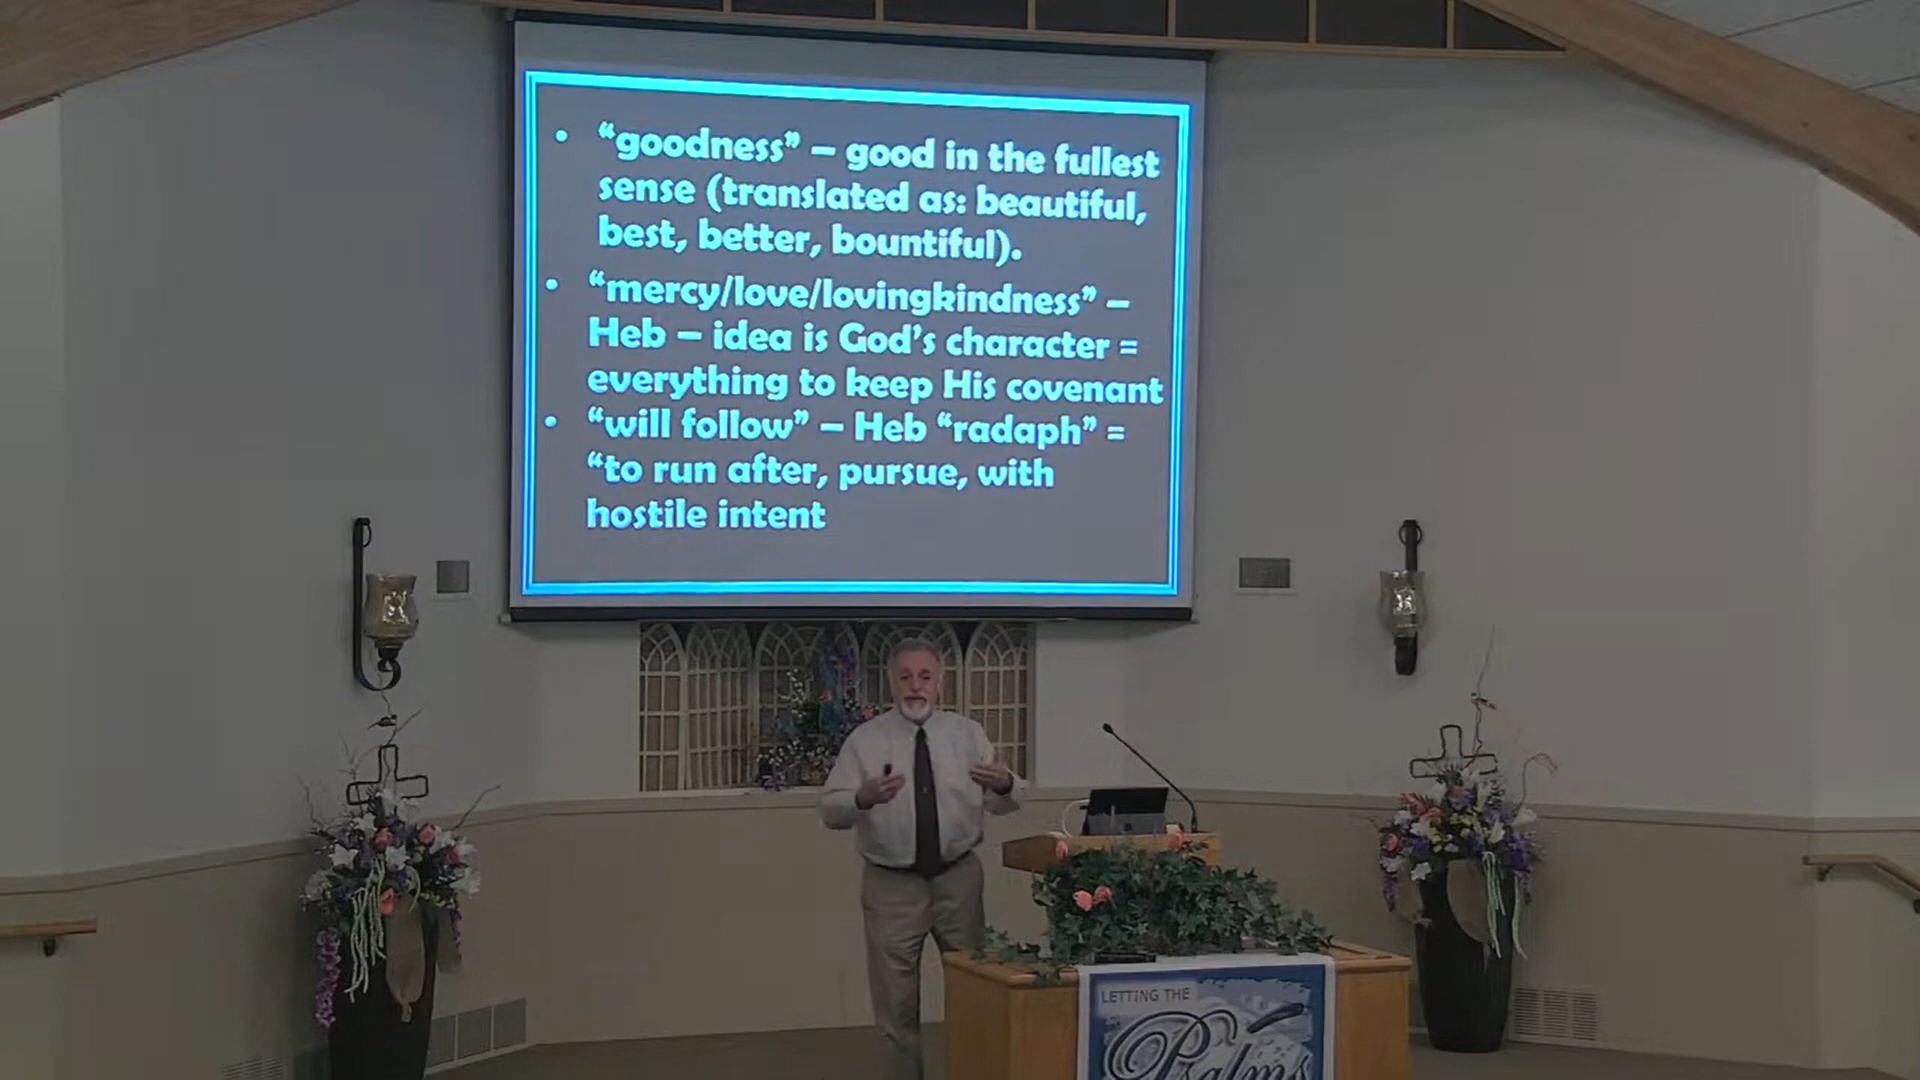 • “goodness” – good in the fullest
sense (translated as: beautiful,
best, better, bountiful).
• “mercy/love/lovingkindness” –
Heb – idea is God’s character =
everything to keep His covenant
• “will follow” – Heb “radaph” =
“to run after, pursue, with
hostile intent
LETTING THE
Psalms